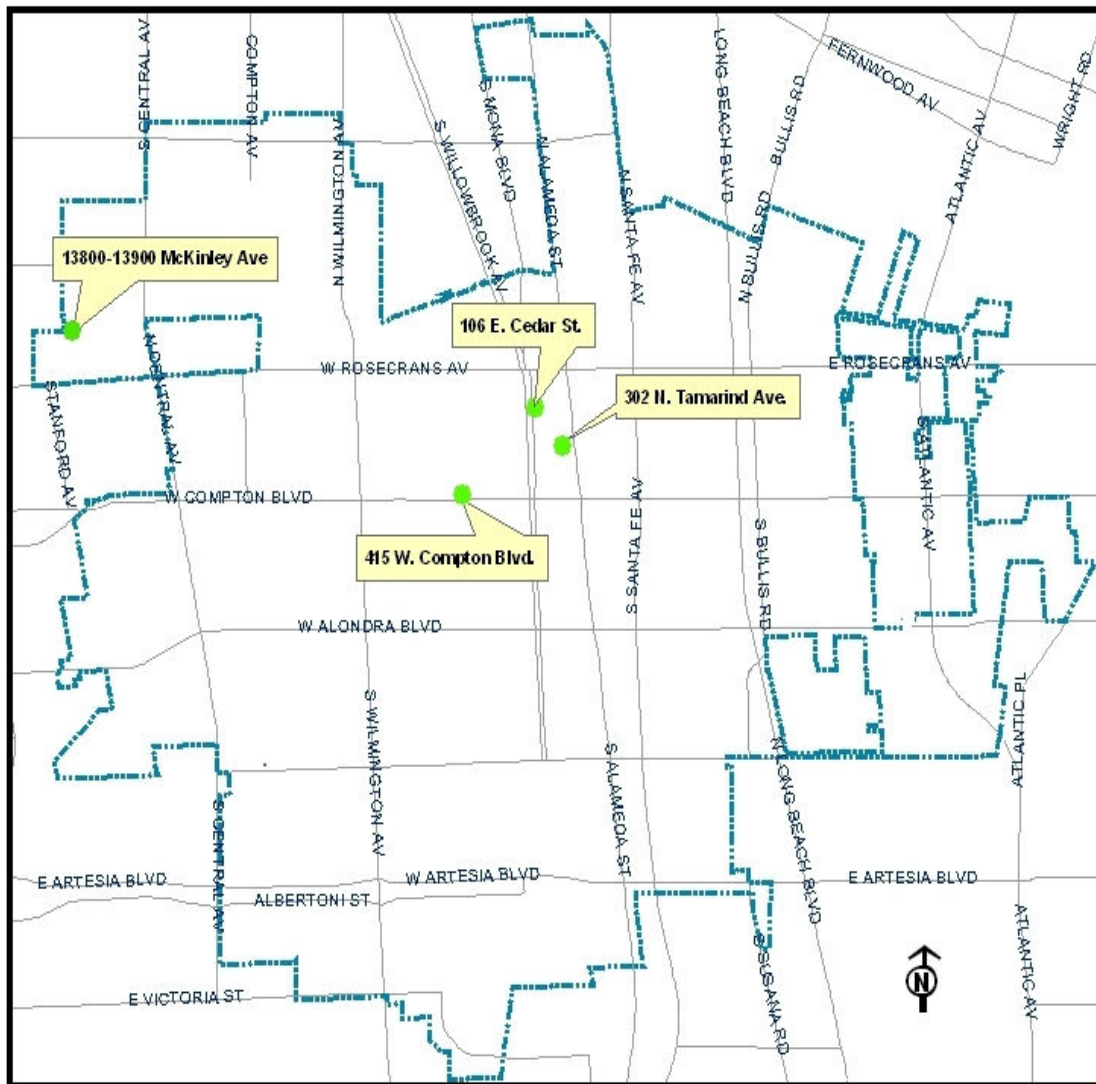 S CENTRAL AV
COMPTON AV
N WILMINGTON AV
S WILLOWBROOK AV
S MONA BLVD
N ALAMEDA ST
N SANTA FE AV
LONG BEACH BLVD
BULLIS RD
FERNWOOD AV
WRIGHT RD
ATLANTIC AV
N BULLIS RD
13800-13900 McKinley Ave
106 E. Cedar St.
W ROSECRANS AV
E ROSECRANS AV
302 N. Tamarind Ave.
STANFORD AV
N CENTRAL AV
W COMPTON BLVD
S ATLANTIC AV
415 W. Compton Blvd.
S SANTA FE AV
S BULLIS RD
W ALONDRA BLVD
S WILMINGTON AV
S ALAMEDA ST
N LONG BEACH BLVD
ATLANTIC PL
S CENTRAL AV
E ARTESIA BLVD
W ARTESIA BLVD
E ARTESIA BLVD
ALBERTONI ST
S SUSANA RD
ATLANTIC AV
E VICTORIA ST
N